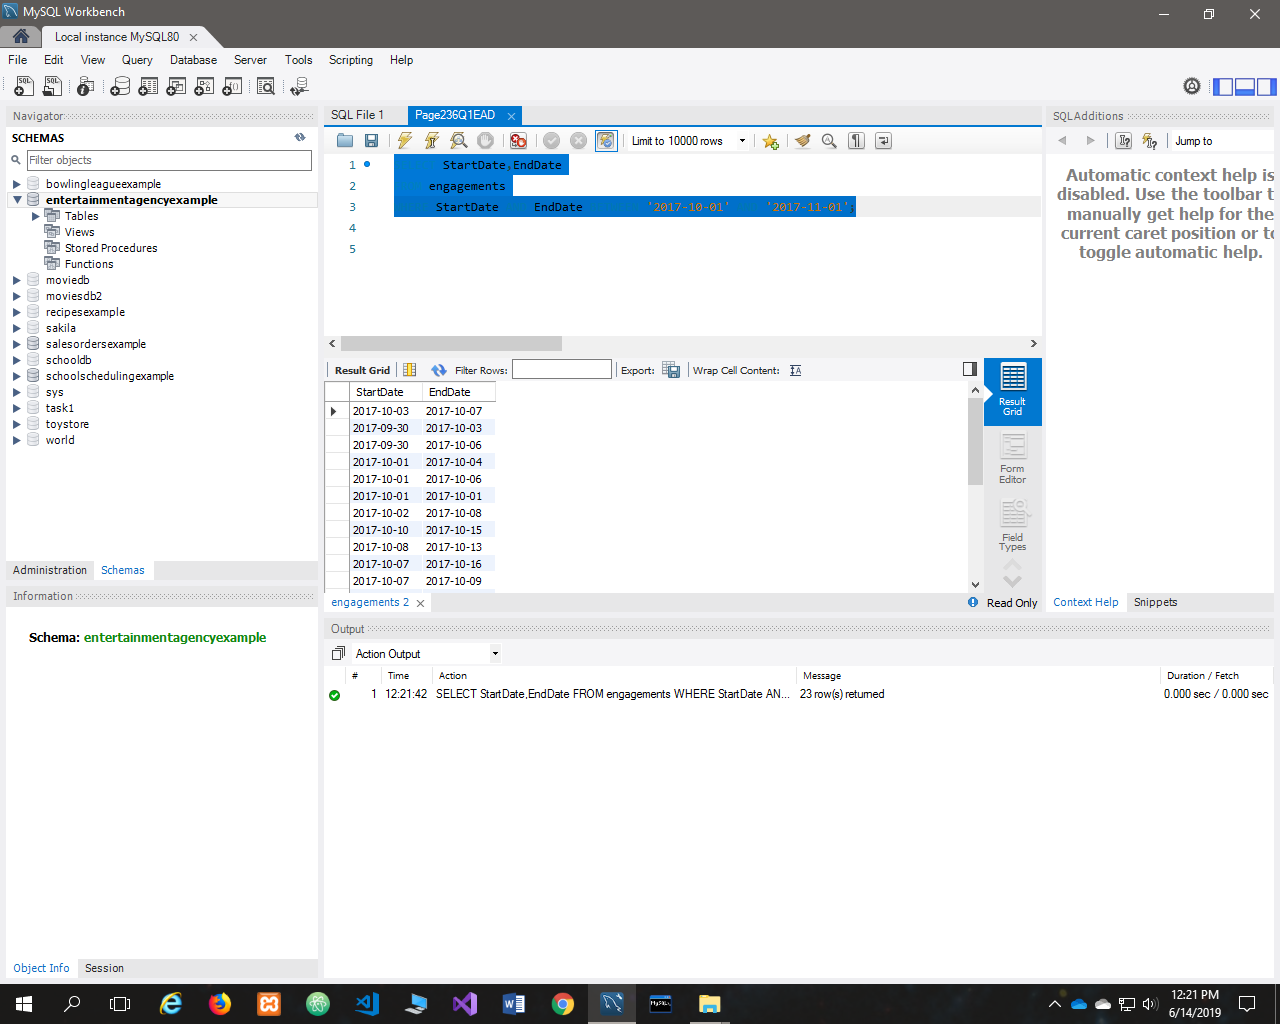 MySQL Workbench
Local instance MySQL80
File Edit View Query Database Server Tools Scripting Help
Navigator
SCHEMAS
Filter objects
bowlingleagueexample
entertainmentagencyexample
Tables
Views
Stored Procedures
Functions
moviedb
moviesdb2
recipesexample
sakila
salesordersexample
schooldb
schoolschedulingexample
sys
task1
toystore
world
Administration Schemas
Information
Schema: entertainmentagencyexample
Object Info Session
SQL File 1 Page236Q1EAD
Limit to 10000 rows
1 StartDate,EndDate
2 engagements
3 StartDate EndDate '2017-10-01' '2017-11-01';
4
5
Result Grid Filter Rows: Export: Wrap Cell Content:
StartDate EndDate
2017-10-03 2017-10-07
2017-09-30 2017-10-03
2017-09-30 2017-10-06
2017-10-01 2017-10-04
2017-10-01 2017-10-06
2017-10-01 2017-10-01
2017-10-02 2017-10-08
2017-10-10 2017-10-15
2017-10-08 2017-10-13
2017-10-07 2017-10-16
2017-10-07 2017-10-09
Result
Grid
Form
Editor
Field
Types
engagements 2
Read Only
SQLAdditions
Jump to
Automatic context help is
disabled. Use the toolbar t
manually get help for the
current caret position or to
toggle automatic help.
Context Help Snippets
Output
Action Output
# Time Action Message Duration / Fetch
1 12:21:42 SELECT StartDate,EndDate FROM engagements WHERE StartDate AN... 23 row(s) returned 0.000 sec / 0.000 sec
12:21 PM
6/14/2019